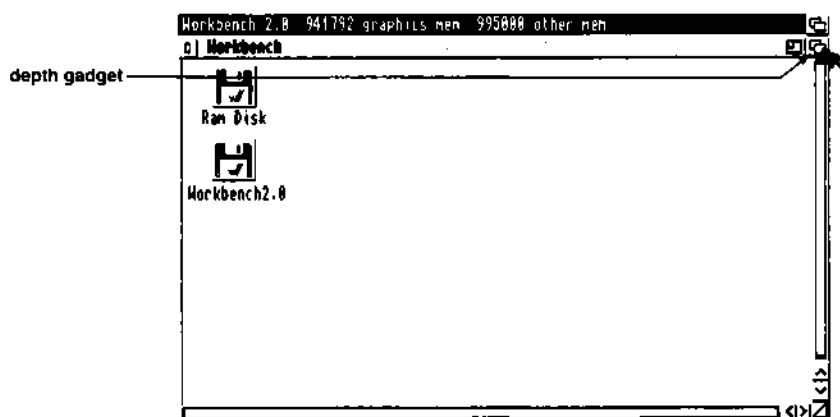 Workbench 2.0 941792 graphics mem 995000 other mem
Workbench
depth gadget
Ram Disk
Workbench2.0